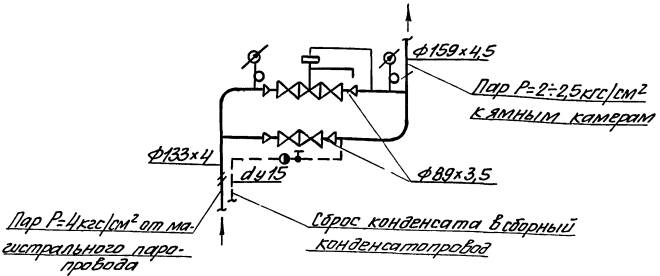 Ф159×4,5
Пар Р=2÷2,5кгс/см²
к ямным камерам
Ф133×4
dу15
Ф89×3,5
Пар Р=4кгс/см² от ма-
гистрального паро-
провода
Сброс конденсата в сборный
конденсатопровод